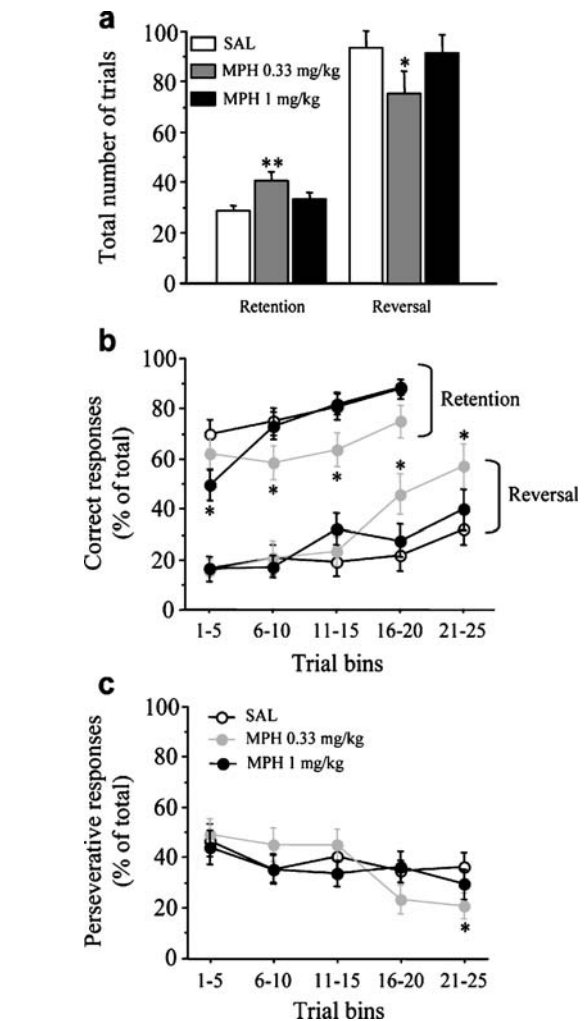 a
Total number of trials
100
80
60
40
20
0
SAL
MPH 0.33 mg/kg
MPH 1 mg/kg
**
*
Retention
Reversal
b
Correct responses
(% of total)
100
80
60
40
20
0
Retention
Reversal
*
*
*
*
*
1-5
6-10
11-15
16-20
21-25
Trial bins
c
Perseverative responses
(% of total)
100
80
60
40
20
0
SAL
MPH 0.33 mg/kg
MPH 1 mg/kg
*
1-5
6-10
11-15
16-20
21-25
Trial bins